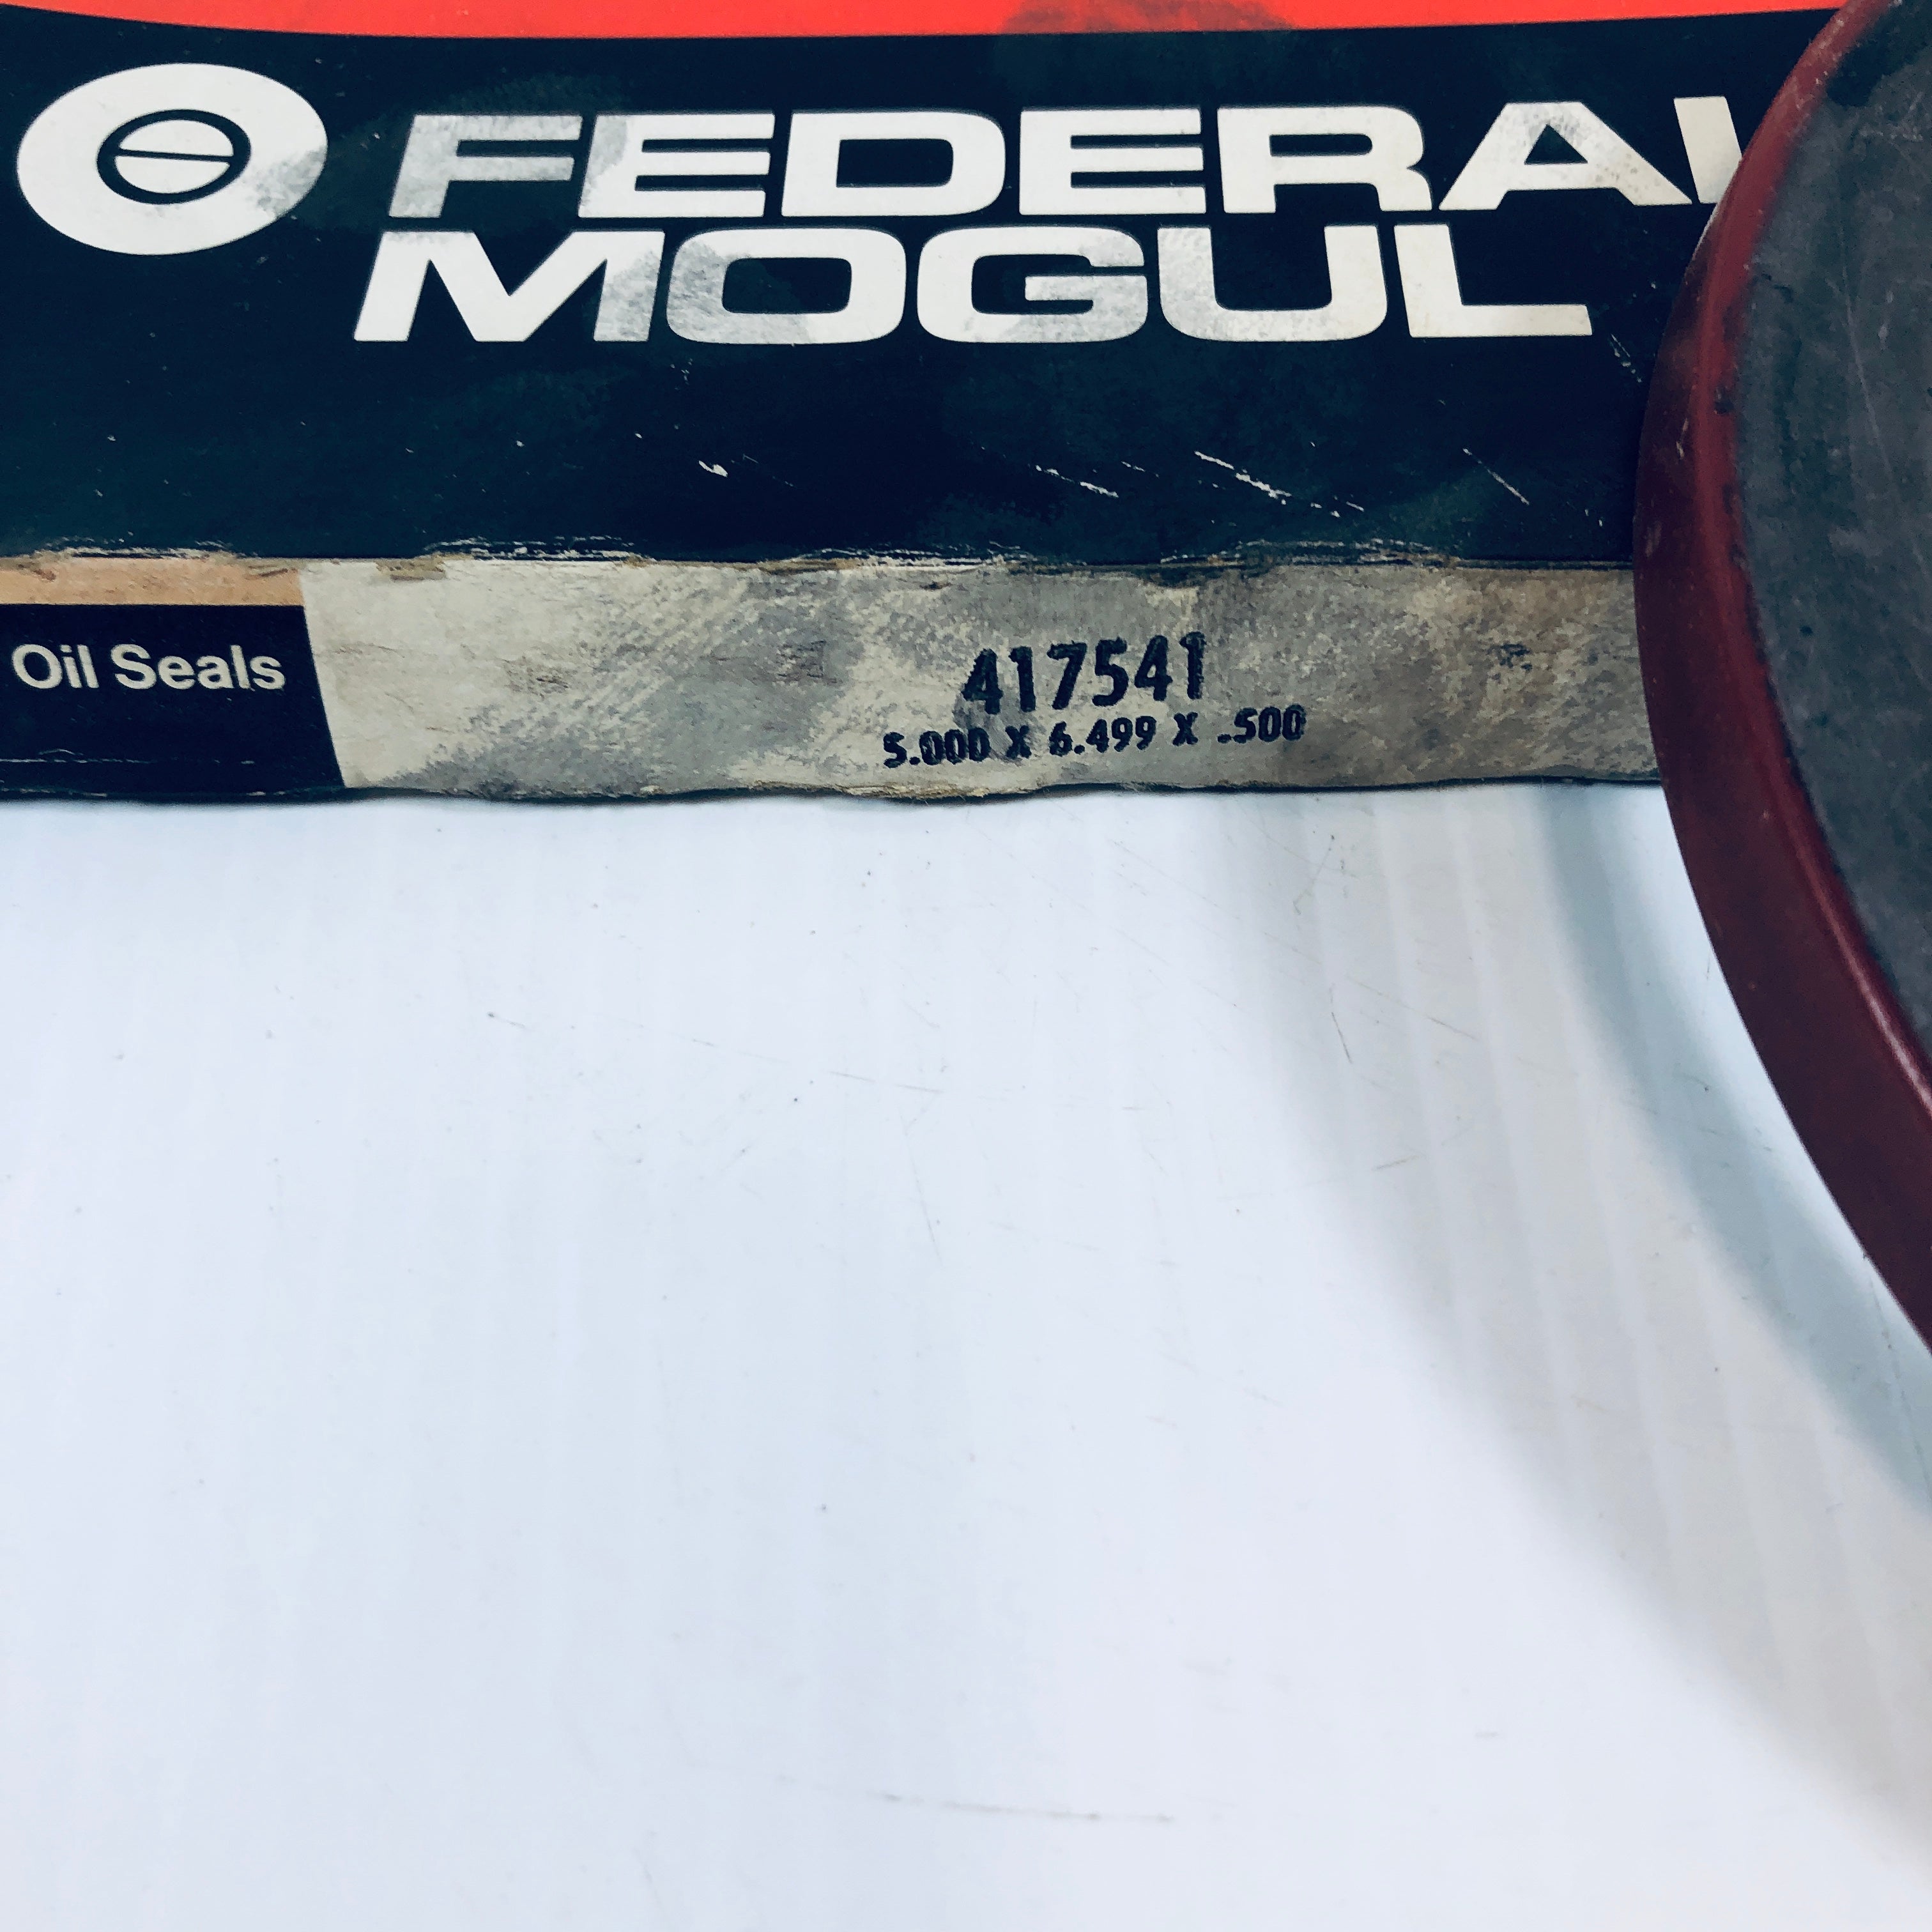 FEDERAL
MOGUL
Oil Seals
417541
5.000 X 6.499 X .500